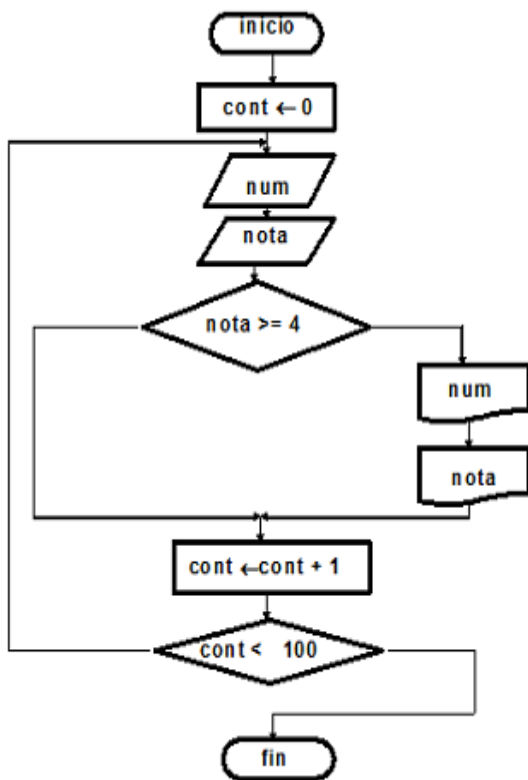 inicio
cont ← 0
num
nota
nota >= 4
num
nota
cont ←cont + 1
cont < 100
fin